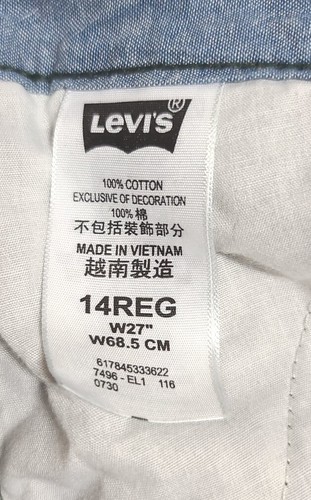 LEVI'S®
100% COTTON
EXCLUSIVE OF DECORATION
100% 棉
不包括裝飾部分
MADE IN VIETNAM
越南製造
14REG
W27"
W68.5 CM
617845333622
7496 - EL1 116
0730